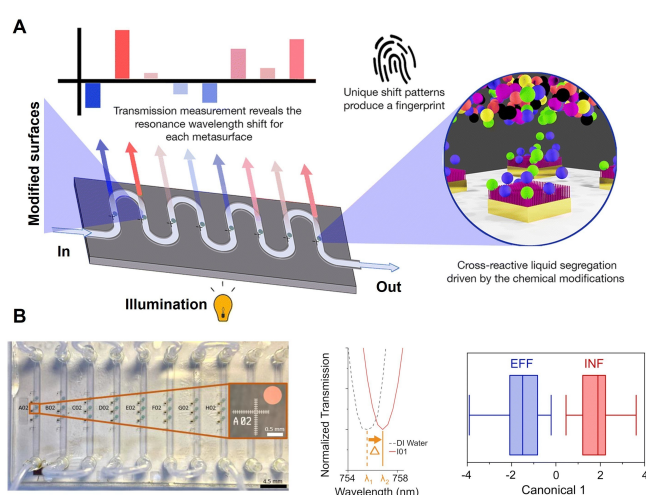 A
Transmission measurement reveals the
resonance wavelength shift for
each metasurface
Unique shift patterns
produce a fingerprint
Modified surfaces
In
Out
Illumination
Cross-reactive liquid segregation
driven by the chemical modifications
B
A02 B02 C02 D02 E02 F02 G02 H02
A02
0.5 mm
4.5 mm
Normalized Transmission
--DI Water
—I01
754 λ₁ λ₂ 758
Wavelength (nm)
EFF INF
-4 -2 0 2 4
Canonical 1